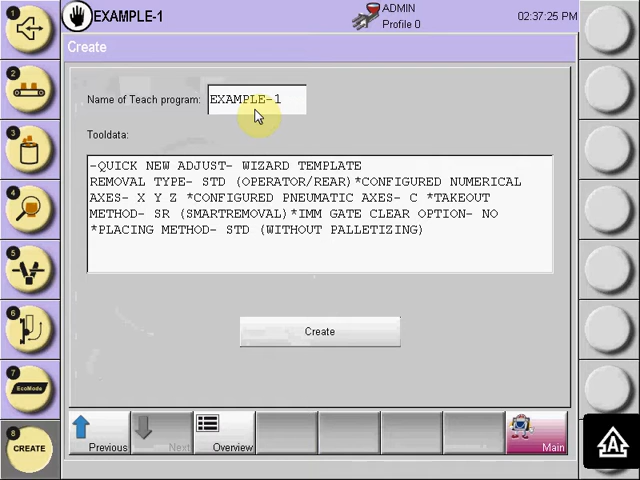 1
EXAMPLE-1
ADMIN
Profile 0
02:37:25 PM
Create
2
Name of Teach program: EXAMPLE-1
Tooldata:
3
-QUICK NEW ADJUST- WIZARD TEMPLATE
REMOVAL TYPE- STD (OPERATOR/REAR)*CONFIGURED NUMERICAL
AXES- X Y Z *CONFIGURED PNEUMATIC AXES- C *TAKEOUT
METHOD- SR (SMARTREMOVAL)*IMM GATE CLEAR OPTION- NO
*PLACING METHOD- STD (WITHOUT PALLETIZING)
4
5
6
Create
7
EcoMode
8
CREATE
Previous
Next
Overview
Main
A